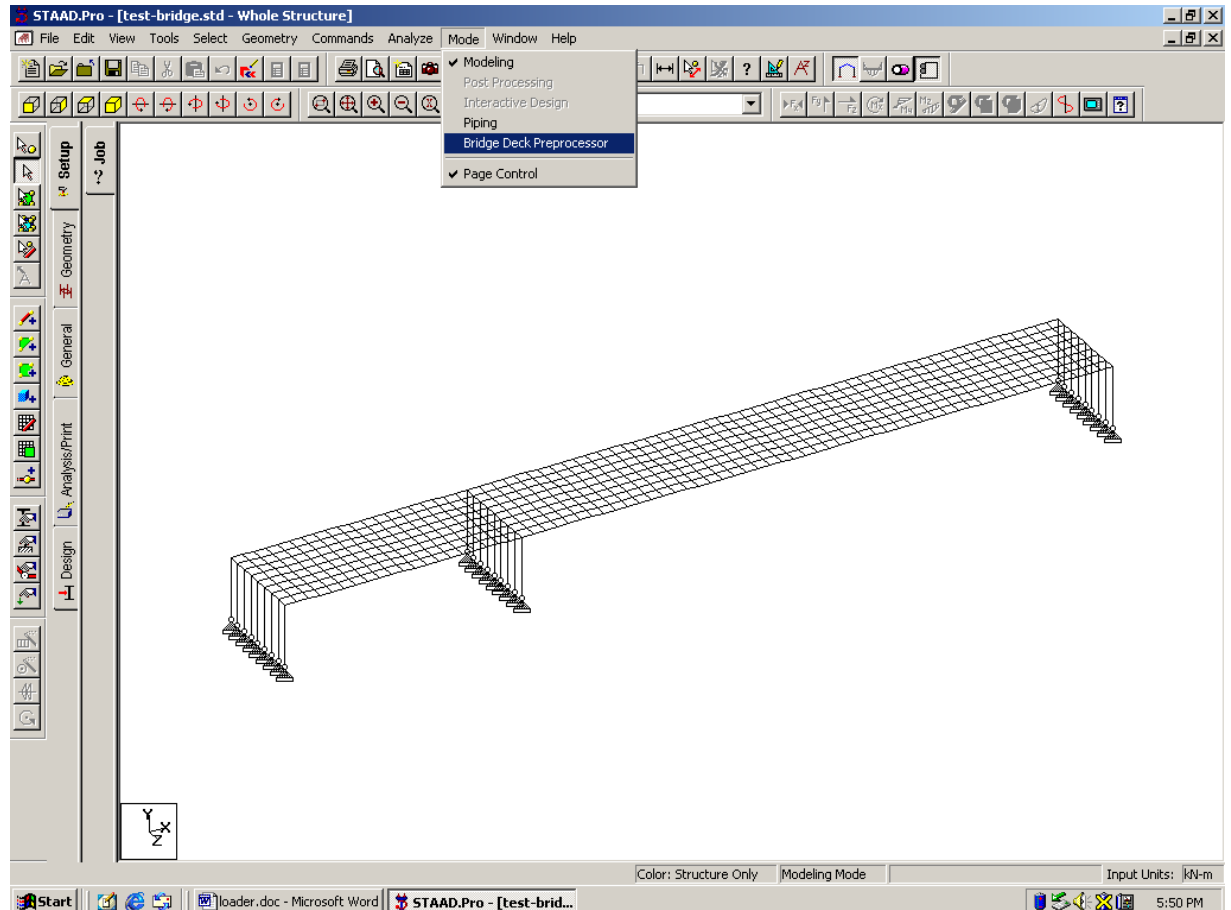 STAAD.Pro - [test-bridge.std - Whole Structure]
File Edit View Tools Select Geometry Commands Analyze Mode Window Help
Modeling
Post Processing
Interactive Design
Piping
Bridge Deck Preprocessor
Page Control
Setup
Geometry
General
Analysis/Print
Design
? Job
Y
X
Z
Color: Structure Only Modeling Mode Input Units: kN-m
Start loader.doc - Microsoft Word STAAD.Pro - [test-brid... 5:50 PM